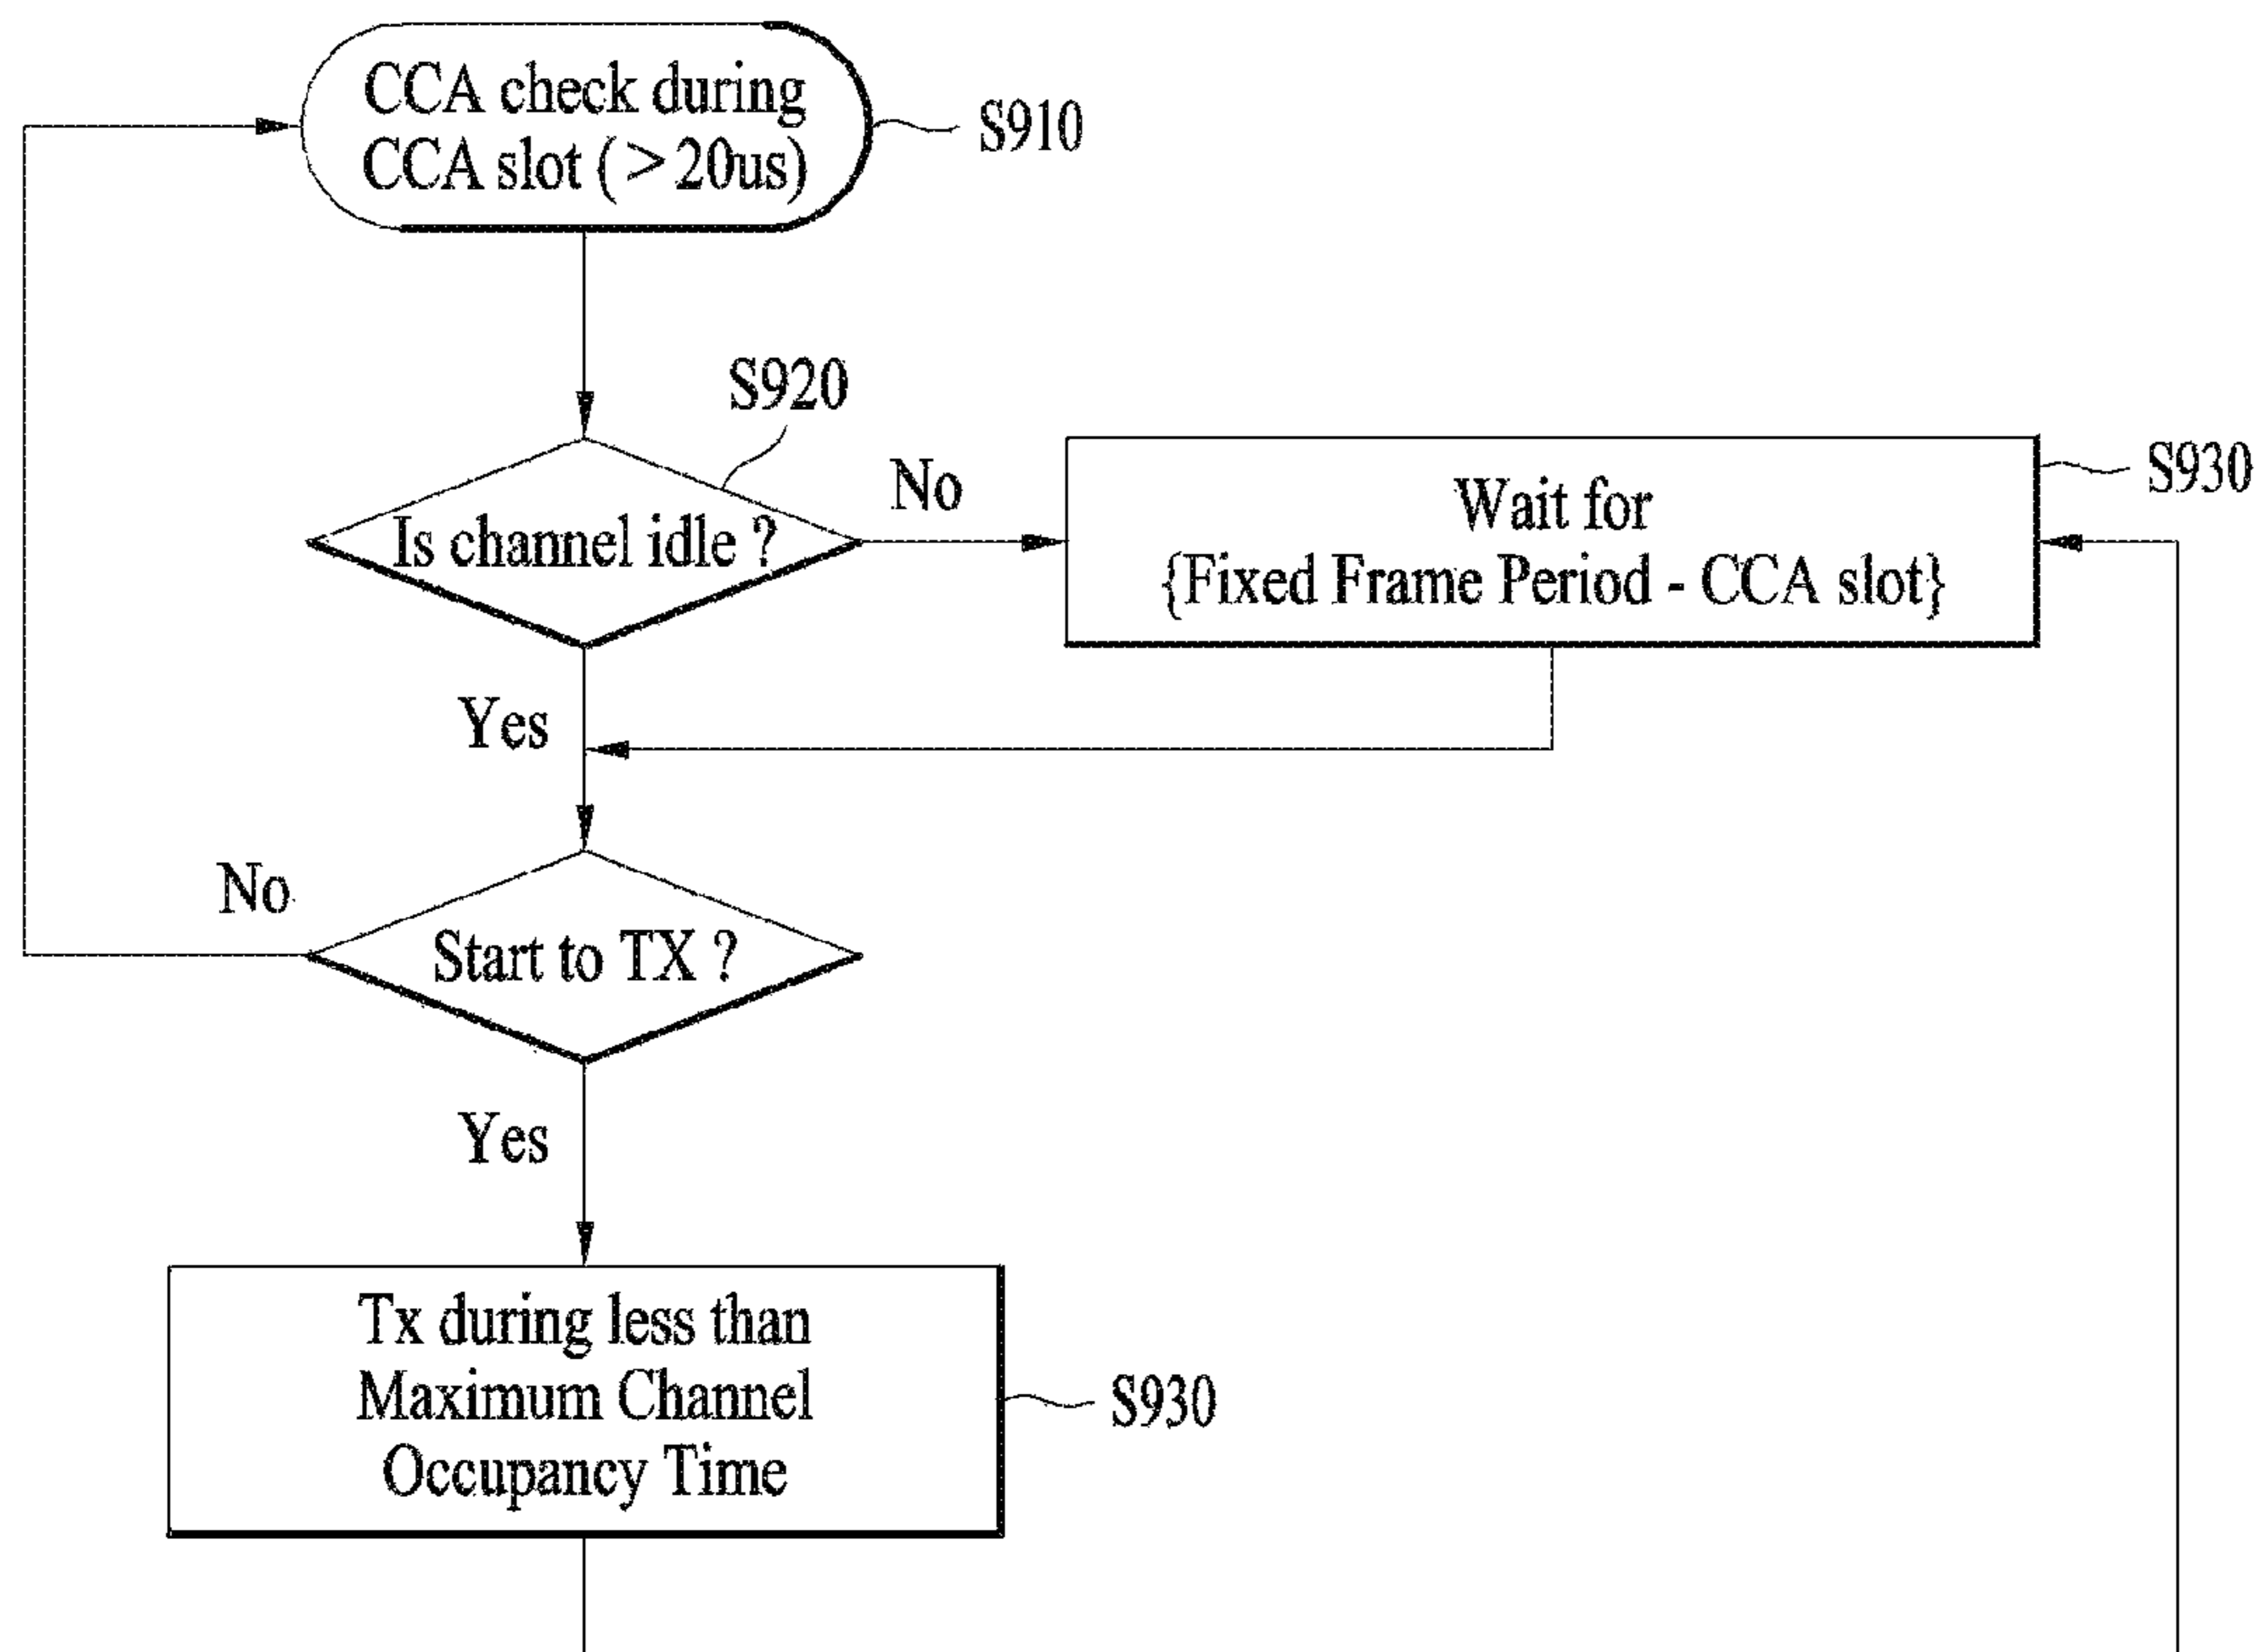 CCA check during
CCA slot ( > 20us)
S910
S920
Is channel idle ?
No
Wait for
{Fixed Frame Period - CCA slot}
S930
Yes
No
Start to TX ?
Yes
Tx during less than
Maximum Channel
Occupancy Time
S930